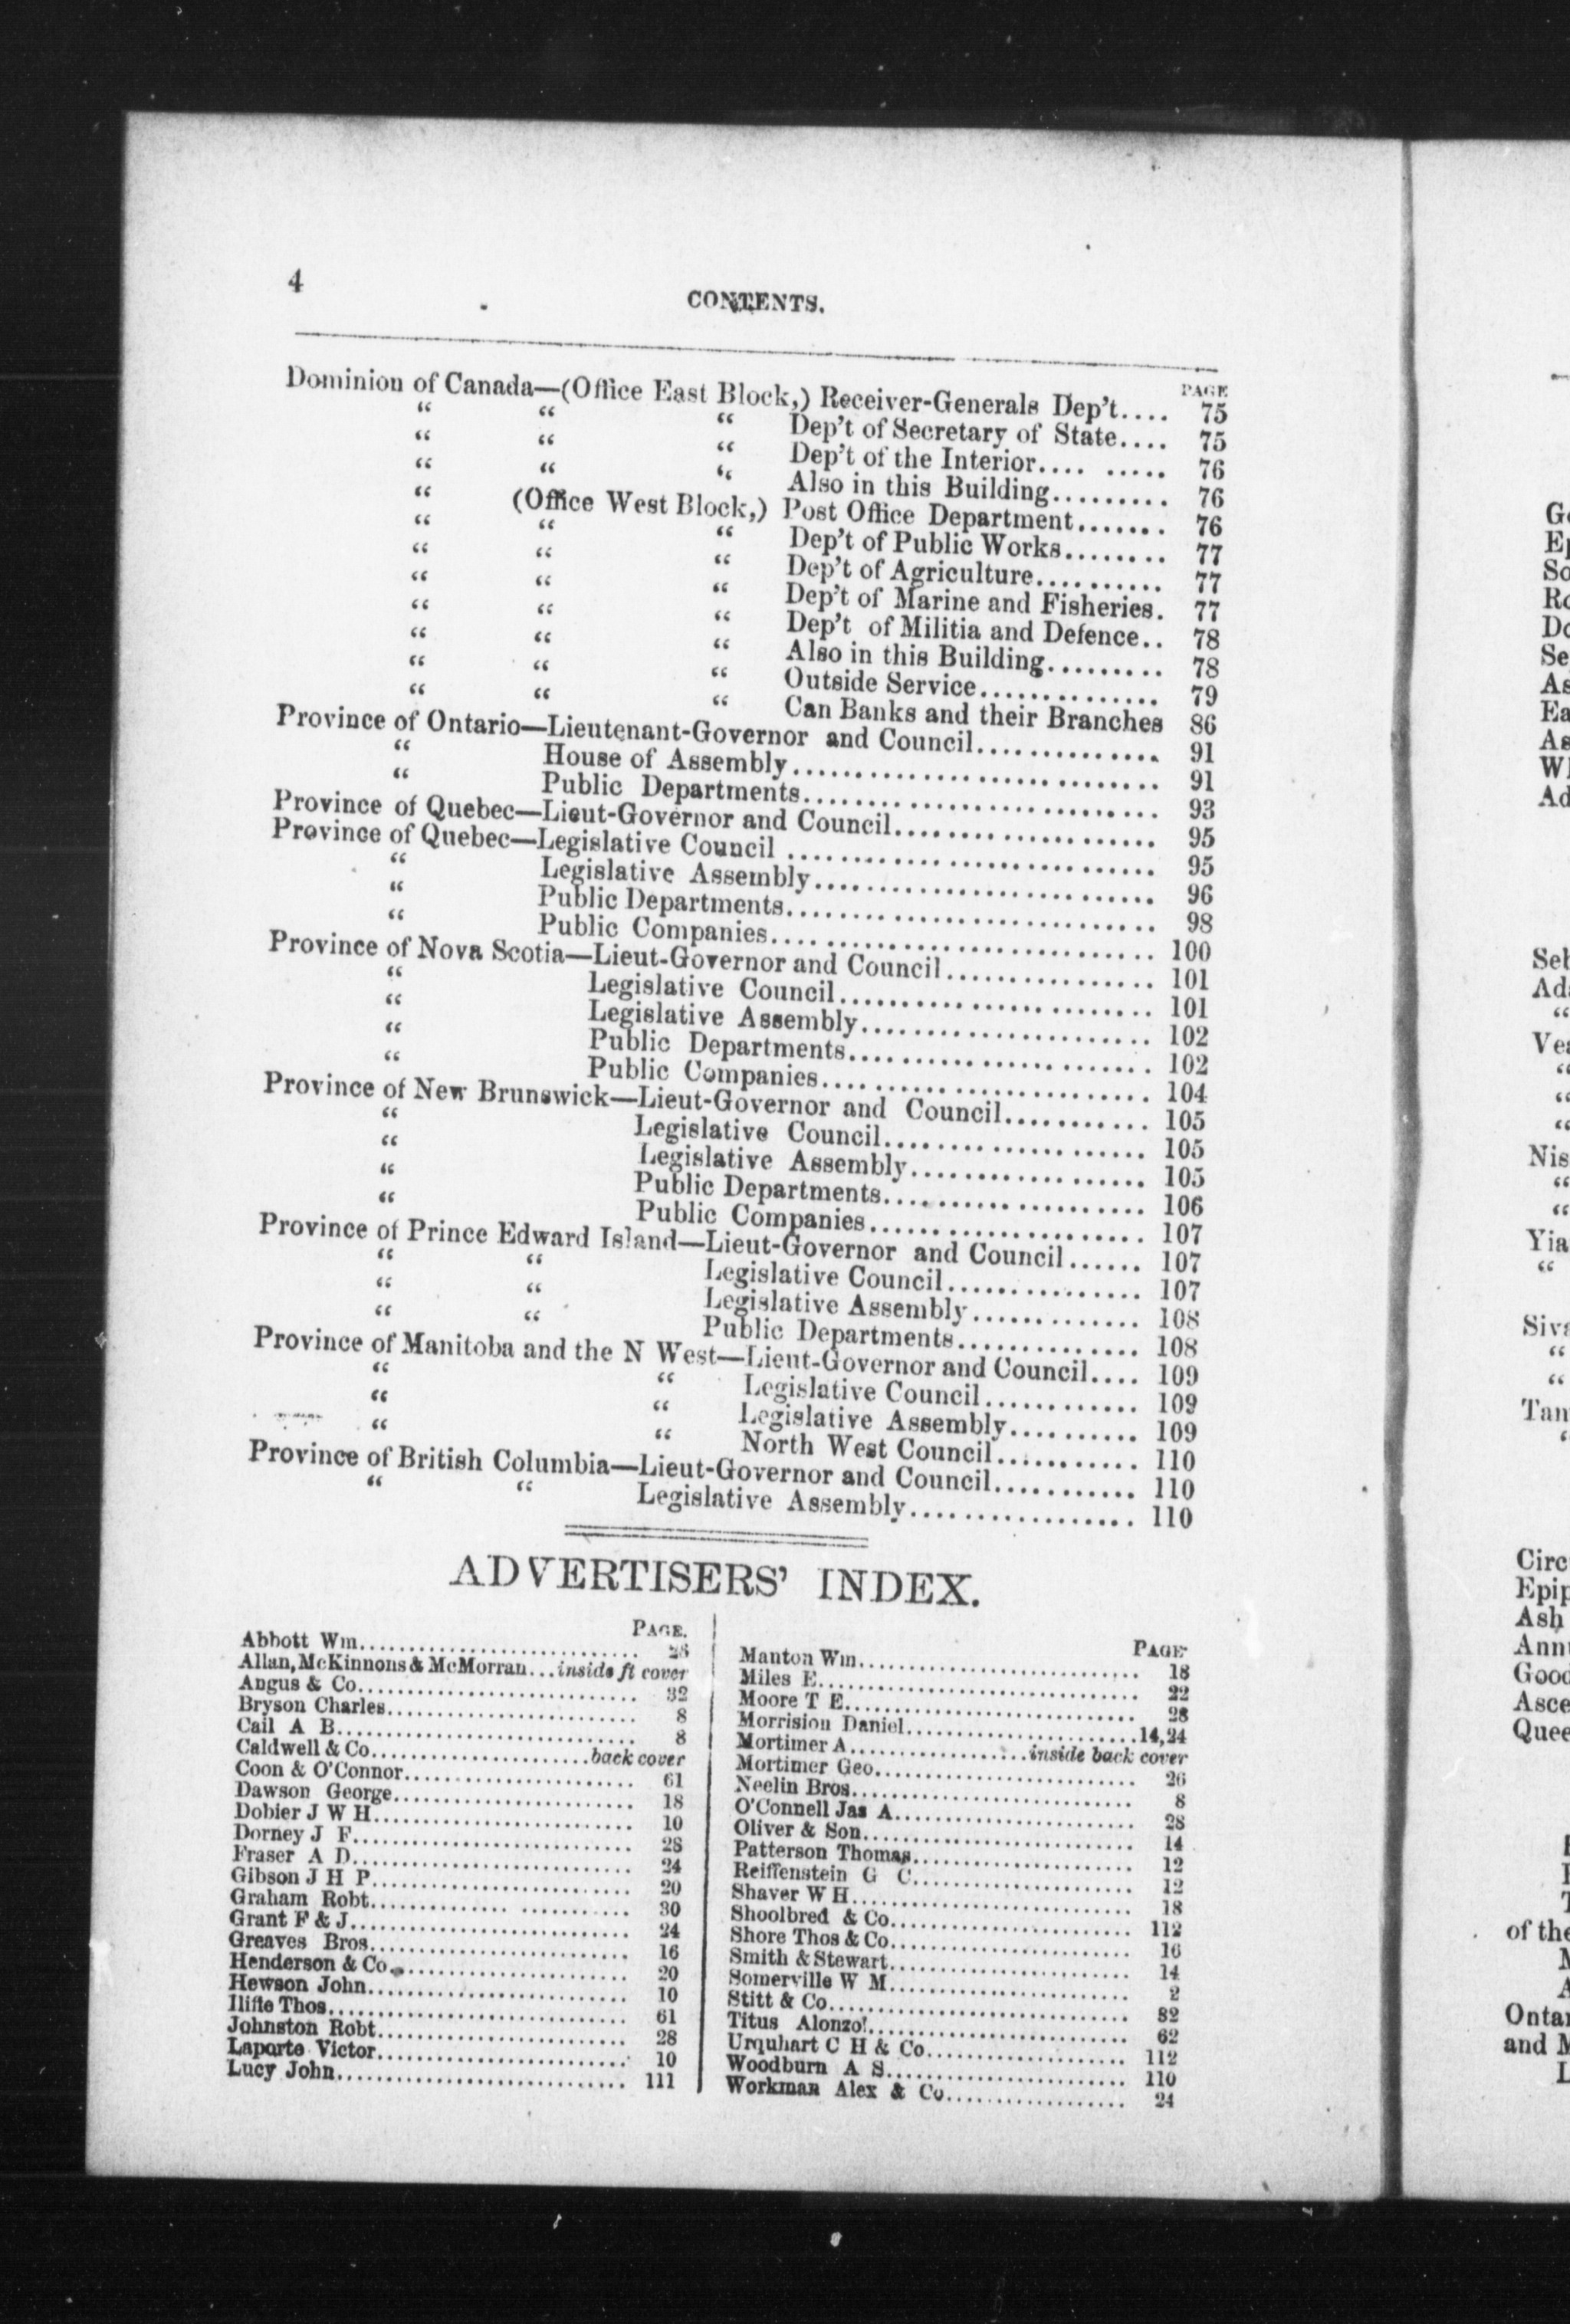 4
CONTENTS.
PAGE
Dominion of Canada—(Office East Block,) Receiver-Generals Dep't.... 75
“ “ “ Dep't of Secretary of State.... 75
“ “ “ Dep't of the Interior.... ..... 76
“ “ “ Also in this Building......... 76
“ (Office West Block,) Post Office Department....... 76
“ “ “ Dep't of Public Works........ 77
“ “ “ Dep't of Agriculture........... 77
“ “ “ Dep't of Marine and Fisheries. 77
“ “ “ Dep't of Militia and Defence.. 78
“ “ “ Also in this Building......... 78
“ “ “ Outside Service.............. 79
“ “ “ Can Banks and their Branches 86
Province of Ontario—Lieutenant-Governor and Council.............. 91
“ House of Assembly............................ 91
“ Public Departments........................... 93
Province of Quebec—Lieut-Governor and Council.................... 95
Province of Quebec—Legislative Council ............................ 95
“ Legislative Assembly.......................... 96
“ Public Departments............................ 98
“ Public Companies............................. 100
Province of Nova Scotia—Lieut-Governor and Council................ 101
“ Legislative Council........................ 101
“ Legislative Assembly...................... 102
“ Public Departments....................... 102
“ Public Companies......................... 104
Province of New Brunswick—Lieut-Governor and Council........... 105
“ Legislative Council.................... 105
“ Legislative Assembly.................. 105
“ Public Departments.................... 106
“ Public Companies..................... 107
Province of Prince Edward Island—Lieut-Governor and Council...... 107
“ “ Legislative Council............... 107
“ “ Legislative Assembly............. 108
“ “ Public Departments.............. 108
Province of Manitoba and the N West—Lieut-Governor and Council.... 109
“ “ Legislative Council............ 109
“ “ Legislative Assembly.......... 109
“ “ North West Council........... 110
Province of British Columbia—Lieut-Governor and Council........... 110
“ “ Legislative Assembly................. 110
ADVERTISERS' INDEX.
PAGE.
Abbott Wm............................ 28
Allan, McKinnons & McMorran...inside ft cover
Angus & Co............................ 32
Bryson Charles......................... 8
Cail A B............................... 8
Caldwell & Co......................back cover
Coon & O'Connor....................... 61
Dawson George......................... 18
Dobier J W H.......................... 10
Dorney J F............................ 28
Fraser A D............................ 24
Gibson J H P.......................... 20
Graham Robt........................... 30
Grant F & J........................... 24
Greaves Bros.......................... 16
Henderson & Co........................ 20
Hewson John........................... 10
Iliffe Thos........................... 61
Johnston Robt......................... 28
Laporte Victor........................ 10
Lucy John............................. 111
PAGE
Manton Wm............................ 18
Miles E................................ 22
Moore T E............................. 28
Morrision Daniel.......................14,24
Mortimer A..................inside back cover
Mortimer Geo.......................... 26
Neelin Bros............................ 8
O'Connell Jas A........................ 28
Oliver & Son........................... 14
Patterson Thomas...................... 12
Reiffenstein G C...................... 12
Shaver W H............................ 18
Shoolbred & Co........................ 112
Shore Thos & Co....................... 16
Smith & Stewart........................ 14
Somerville W M........................ 2
Stitt & Co............................. 32
Titus Alonzo!.......................... 62
Urquhart C H & Co.................... 112
Woodburn A S......................... 110
Workman Alex & Co................... 24
of the
and